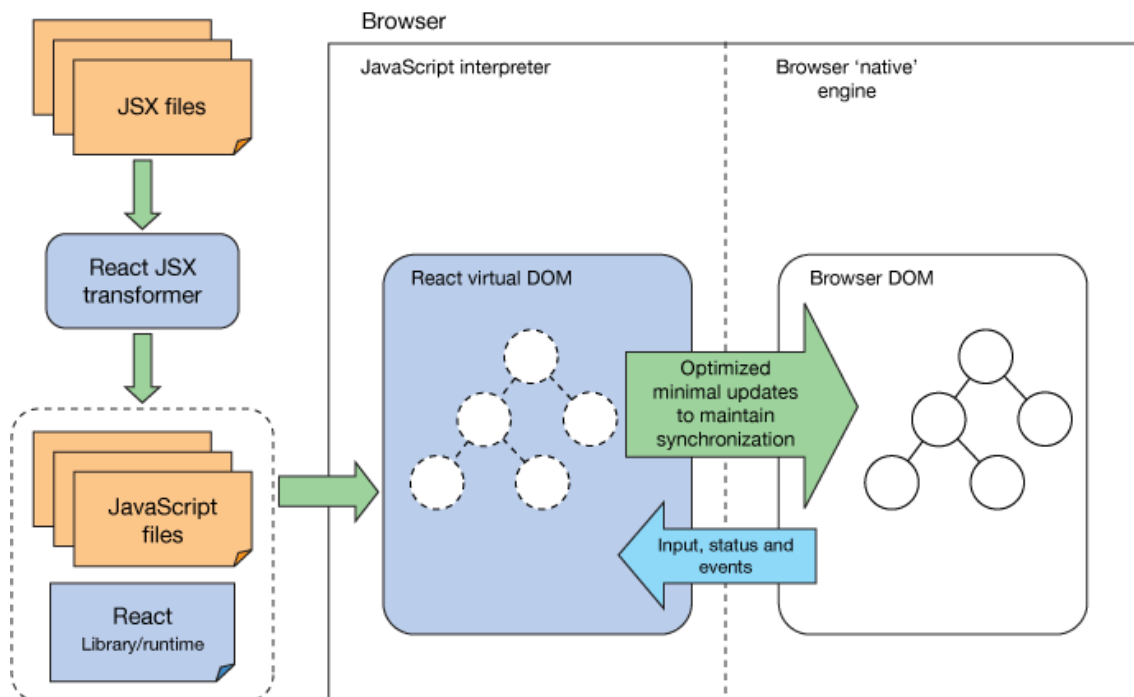 JSX files
React JSX
transformer
JavaScript
files
React
Library/runtime
Browser
JavaScript interpreter
Browser ‘native’
engine
React virtual DOM
Browser DOM
Optimized
minimal updates
to maintain
synchronization
Input, status and
events